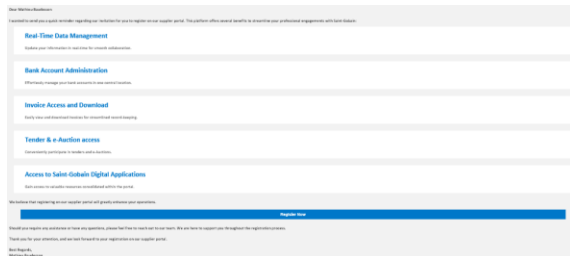 Dear Mathieu
I wanted to send you a quick reminder regarding our invitation for you to register on our supplier portal. This platform offers several benefits to streamline your professional engagements with Saint-Gobain:
Real-Time Data Management
Update your information in real-time for smooth collaboration.
Bank Account Administration
Effortlessly manage your bank accounts in one central location.
Invoice Access and Download
Easily view and download invoices for streamlined record-keeping.
Tender & e-Auction access
Conveniently participate in tenders and e-Auctions.
Access to Saint-Gobain Digital Applications
Gain access to valuable resources consolidated within the portal.
We believe that registering on our supplier portal will greatly enhance your operations.
Register Now
Should you require any assistance or have any questions, please feel free to reach out to our team. We are here to support you throughout the registration process.
Thank you for your attention, and we look forward to your registration on our supplier portal.
Best Regards,
Mathieu